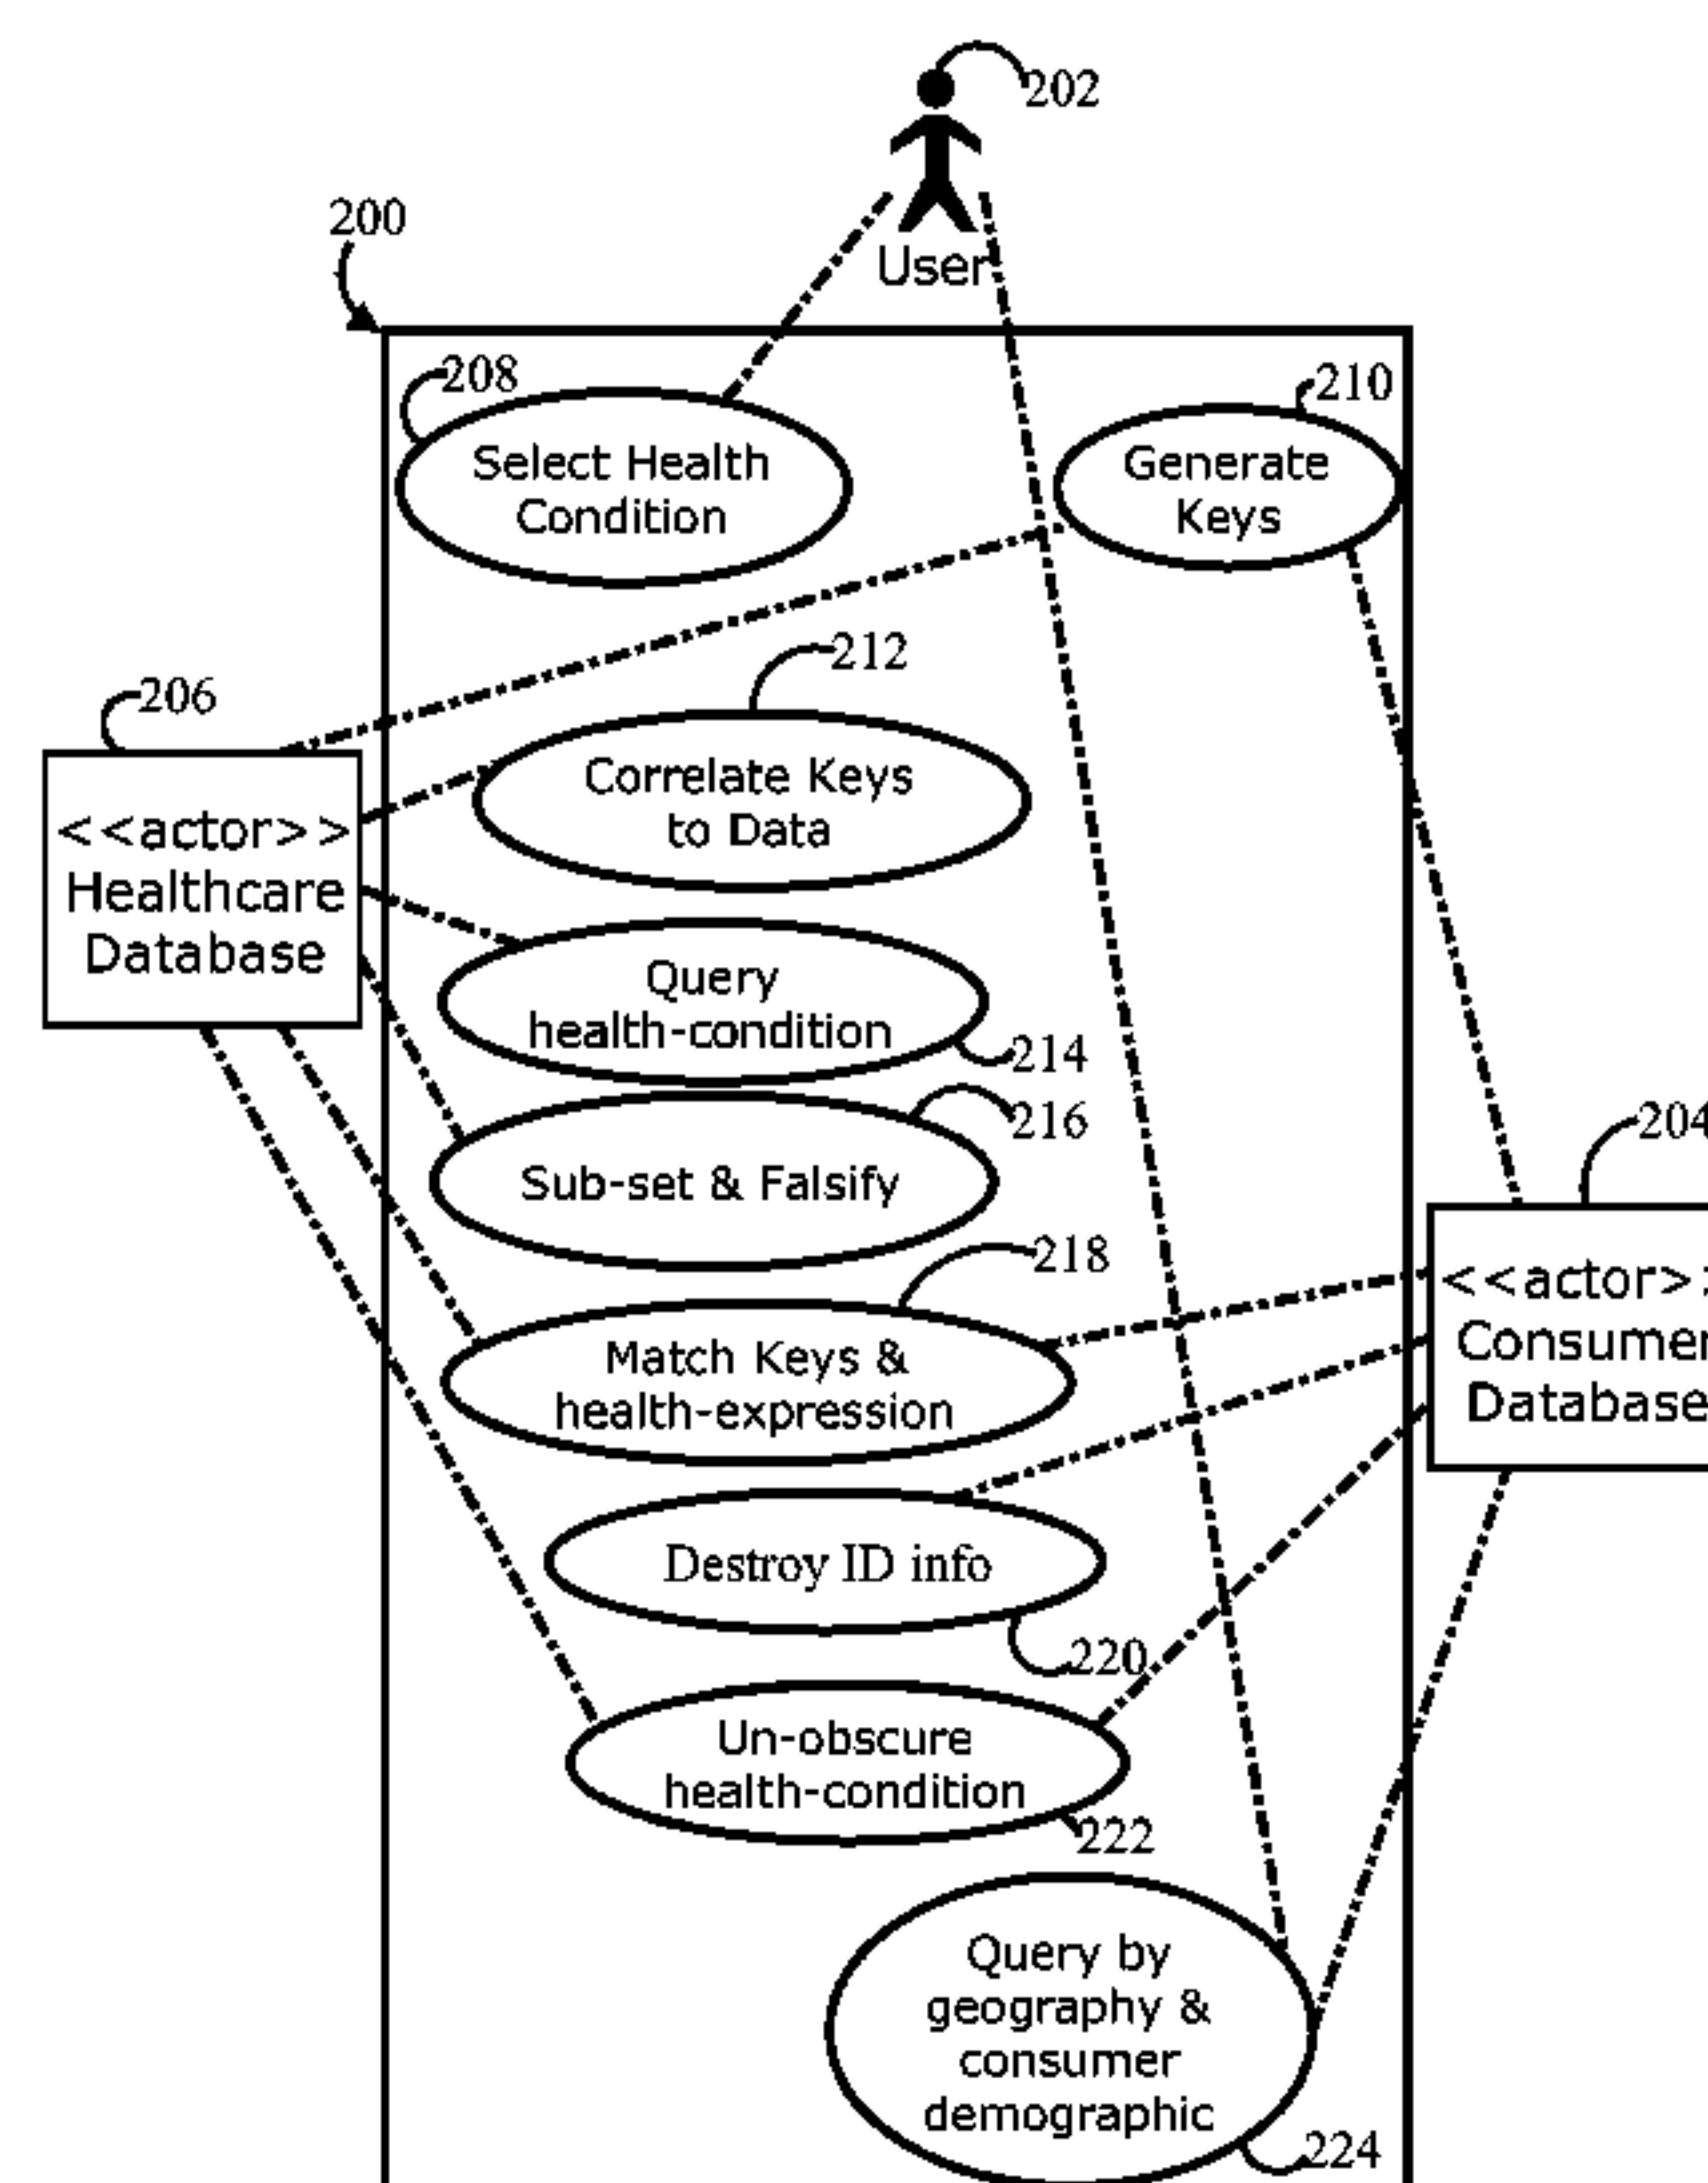 202
200
User
208
210
Select Health
Condition
Generate
Keys
212
206
Correlate Keys
to Data
<<actor>>
Healthcare
Database
Query
health-condition
214
216
204
Sub-set & Falsify
218
<<actor>>
Consumer
Database
Match Keys &
health-expression
Destroy ID info
220
Un-obscure
health-condition
222
Query by
geography &
consumer
demographic
224